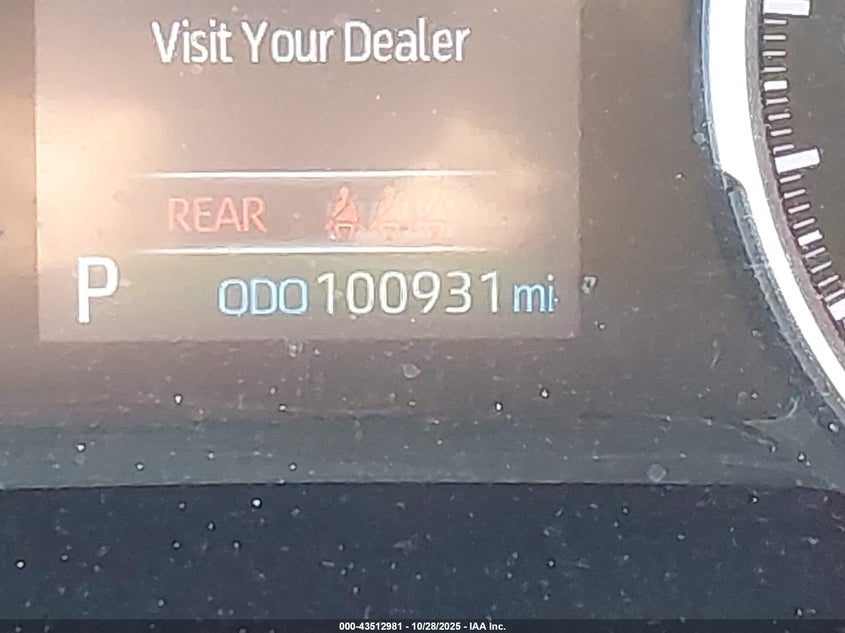 Visit Your Dealer
REAR
P ODO 100931 mi
000-43512981 - 10/28/2025 - IAA Inc.